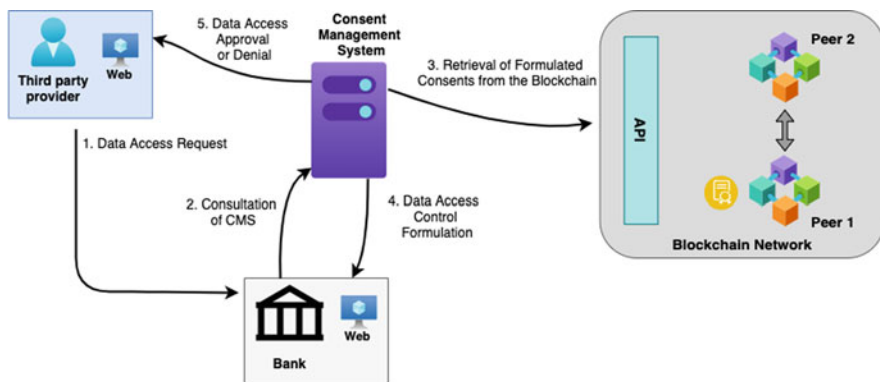 Third party
provider
Web
5. Data Access
Approval
or Denial
Consent
Management
System
3. Retrieval of Formulated
Consents from the Blockchain
API
Peer 2
Peer 1
Blockchain Network
1. Data Access Request
2. Consultation
of CMS
4. Data Access
Control
Formulation
Bank
Web